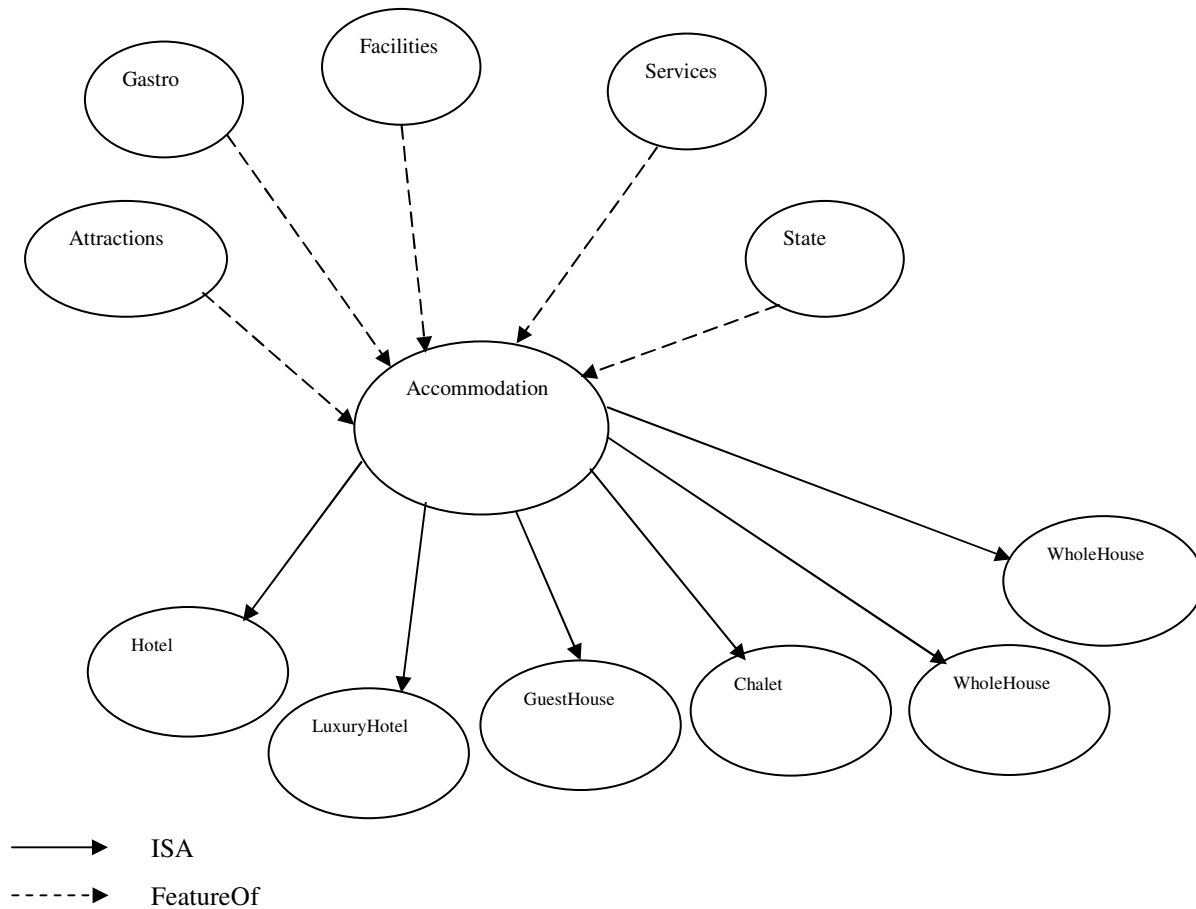 Facilities
Gastro
Services
Attractions
State
Accommodation
WholeHouse
Hotel
GuestHouse
Chalet
WholeHouse
LuxuryHotel
ISA
FeatureOf